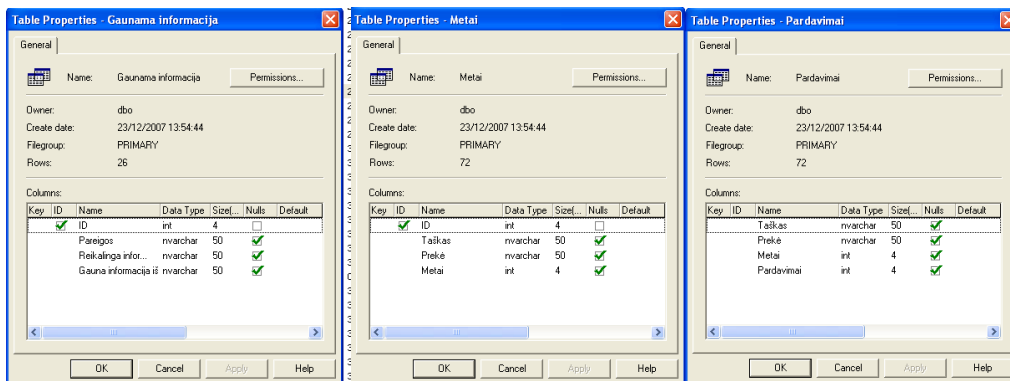 Table Properties - Gaunama informacija
General
Name: Gaunama informacija Permissions...
Owner: dbo
Create date: 23/12/2007 13:54:44
Filegroup: PRIMARY
Rows: 26
Columns:
Key ID Name Data Type Size(... Nulls Default
ID int 4
Pareigos nvarchar 50
Reikalinga infor... nvarchar 50
Gauna informacija iš nvarchar 50
OK Cancel Apply Help
Table Properties - Metai
General
Name: Metai Permissions...
Owner: dbo
Create date: 23/12/2007 13:54:44
Filegroup: PRIMARY
Rows: 72
Columns:
Key ID Name Data Type Size(... Nulls Default
ID int 4
Taškas nvarchar 50
Prekė nvarchar 50
Metai int 4
OK Cancel Apply Help
Table Properties - Pardavimai
General
Name: Pardavimai Permissions...
Owner: dbo
Create date: 23/12/2007 13:54:44
Filegroup: PRIMARY
Rows: 72
Columns:
Key ID Name Data Type Size(... Nulls Default
Taškas nvarchar 50
Prekė nvarchar 50
Metai int 4
Pardavimai int 4
OK Cancel Apply Help